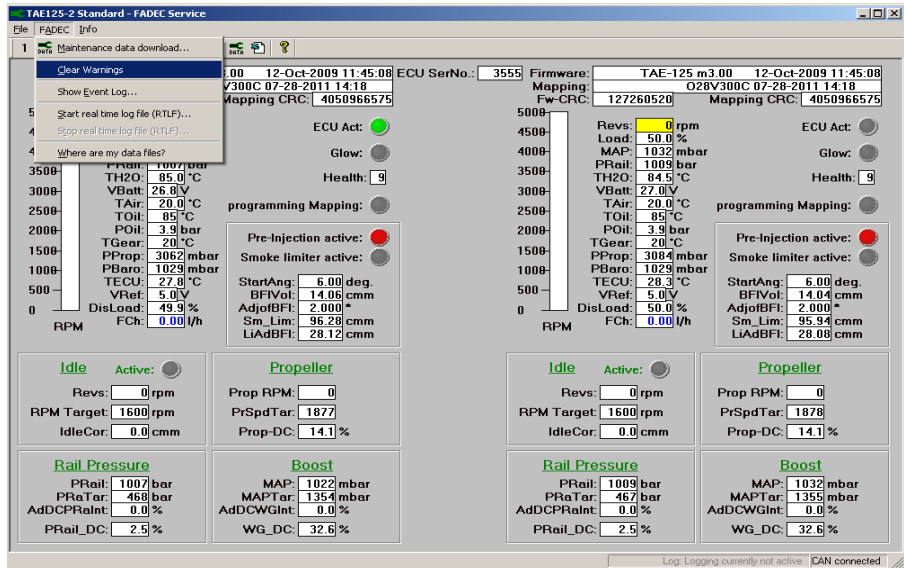 TAE125-2 Standard - FADEC Service
File FADEC Info
1 DATA Maintenance data download... DATA ?
Clear Warnings
Show Event Log...
Start real time log file (RTLF)...
Stop real time log file (RTLF)...
Where are my data files?
.00 12-Oct-2009 11:45:08 ECU SerNo.: 3555 Firmware: TAE-125 m3.00 12-Oct-2009 11:45:08
V300C 07-28-2011 14:18 Mapping: O28V300C 07-28-2011 14:18
Mapping CRC: 4050966575 Fw-CRC: 127260520 Mapping CRC: 4050966575
ECU Act:
Glow:
PRail: 1007 bar
3500 TH2O: 85.0 °C Health: 9
3000 VBatt: 26.8 V
TAir: 20.0 °C programming Mapping:
2500 TOil: 85 °C
2000 POil: 3.9 bar
TGear: 20 °C Pre-Injection active:
1500 PProp: 3062 mbar Smoke limiter active:
1000 PBaro: 1029 mbar
TECU: 27.8 °C StartAng: 6.00 deg.
500 VRef: 5.0 V BFIVol: 14.06 cmm
0 DisLoad: 49.9 % AdjofBFI: 2.000 *
RPM FCh: 0.00 l/h Sm_Lim: 96.28 cmm
LiAdBFI: 28.12 cmm
5000
4500 Revs: 0 rpm ECU Act:
Load: 50.0 %
4000 MAP: 1032 mbar Glow:
PRail: 1009 bar
3500 TH2O: 84.5 °C Health: 9
3000 VBatt: 27.0 V
TAir: 20.0 °C programming Mapping:
2500 TOil: 85 °C
2000 POil: 3.9 bar
TGear: 20 °C Pre-Injection active:
1500 PProp: 3084 mbar Smoke limiter active:
1000 PBaro: 1029 mbar
TECU: 28.3 °C StartAng: 6.00 deg.
500 VRef: 5.0 V BFIVol: 14.04 cmm
0 DisLoad: 50.0 % AdjofBFI: 2.000 *
RPM FCh: 0.00 l/h Sm_Lim: 95.94 cmm
LiAdBFI: 28.08 cmm
Idle Active: Propeller
Revs: 0 rpm Prop RPM: 0
RPM Target: 1600 rpm PrSpdTar: 1877
IdleCor: 0.0 cmm Prop-DC: 14.1 %
Idle Active: Propeller
Revs: 0 rpm Prop RPM: 0
RPM Target: 1600 rpm PrSpdTar: 1878
IdleCor: 0.0 cmm Prop-DC: 14.1 %
Rail Pressure Boost
PRail: 1007 bar MAP: 1022 mbar
PRaTar: 468 bar MAPTar: 1354 mbar
AdDCPRaInt: 0.0 % AdDCWGInt: 0.0 %
PRail_DC: 2.5 % WG_DC: 32.6 %
Rail Pressure Boost
PRail: 1009 bar MAP: 1032 mbar
PRaTar: 467 bar MAPTar: 1355 mbar
AdDCPRaInt: 0.0 % AdDCWGInt: 0.0 %
PRail_DC: 2.5 % WG_DC: 32.6 %
Log: Logging currently not active CAN connected